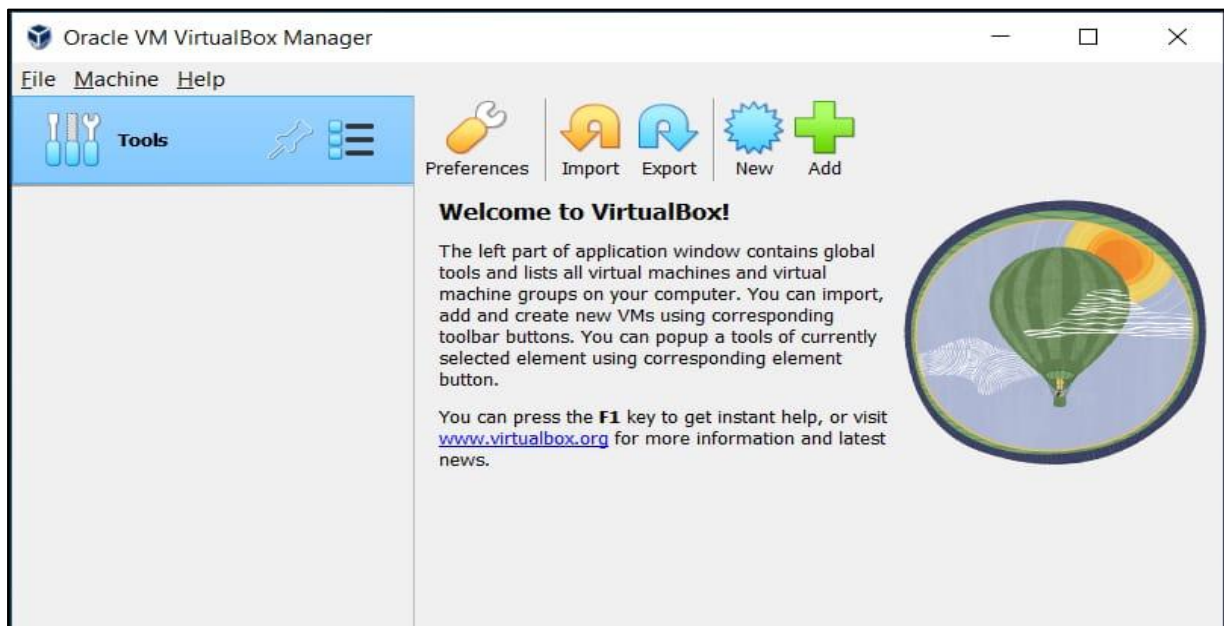 Oracle VM VirtualBox Manager
File Machine Help
Tools
Preferences Import Export New Add
Welcome to VirtualBox!
The left part of application window contains global
tools and lists all virtual machines and virtual
machine groups on your computer. You can import,
add and create new VMs using corresponding
toolbar buttons. You can popup a tools of currently
selected element using corresponding element
button.
You can press the F1 key to get instant help, or visit
www.virtualbox.org for more information and latest
news.